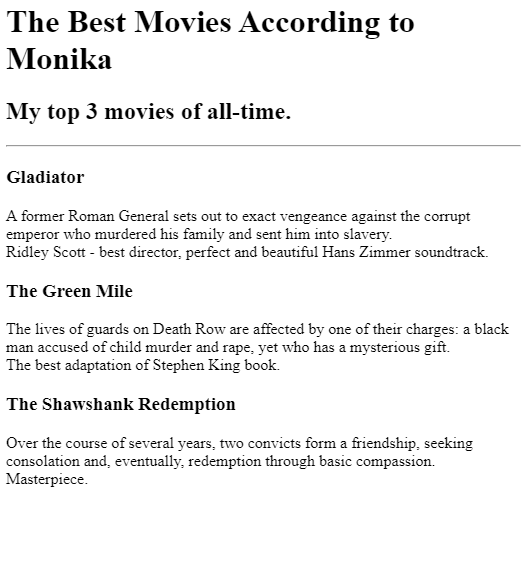 The Best Movies According to
Monika
My top 3 movies of all-time.
Gladiator
A former Roman General sets out to exact vengeance against the corrupt
emperor who murdered his family and sent him into slavery.
Ridley Scott - best director, perfect and beautiful Hans Zimmer soundtrack.
The Green Mile
The lives of guards on Death Row are affected by one of their charges: a black
man accused of child murder and rape, yet who has a mysterious gift.
The best adaptation of Stephen King book.
The Shawshank Redemption
Over the course of several years, two convicts form a friendship, seeking
consolation and, eventually, redemption through basic compassion.
Masterpiece.